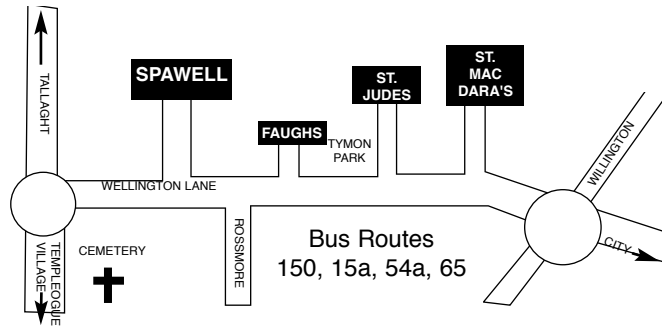 TALLAGHT
SPAWELL
FAUGHS
ST.
JUDES
ST.
MAC
DARA'S
TYMON
PARK
WILLINGTON
WELLINGTON LANE
ROSSMORE
CEMETERY
TEMPLEOGUE
VILLAGE
Bus Routes
150, 15a, 54a, 65
CITY